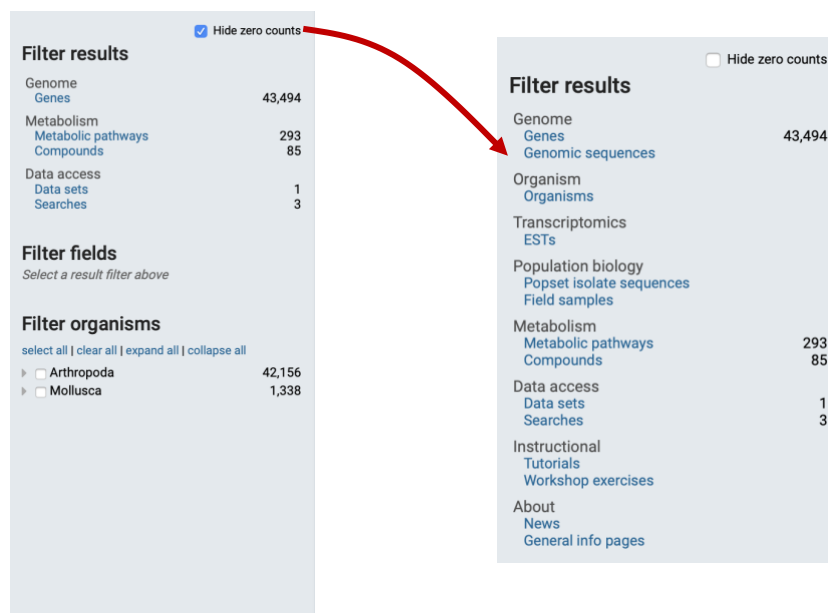 Hide zero counts
Filter results
Genome
Genes 43,494
Metabolism
Metabolic pathways 293
Compounds 85
Data access
Data sets 1
Searches 3
Filter fields
Select a result filter above
Filter organisms
select all | clear all | expand all | collapse all
Arthropoda 42,156
Mollusca 1,338
Hide zero counts
Filter results
Genome
Genes 43,494
Genomic sequences
Organism
Organisms
Transcriptomics
ESTs
Population biology
Popset isolate sequences
Field samples
Metabolism
Metabolic pathways 293
Compounds 85
Data access
Data sets 1
Searches 3
Instructional
Tutorials
Workshop exercises
About
News
General info pages